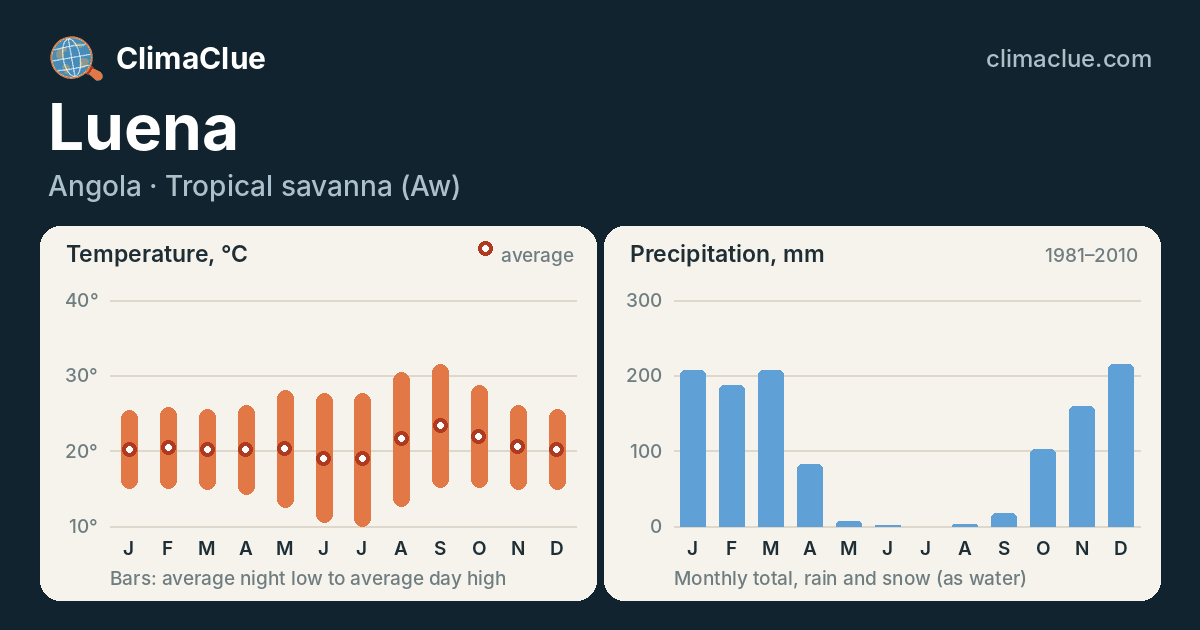 ClimaClue
climaclue.com
Luena
Angola · Tropical savanna (Aw)
Temperature, °C
average
40°
30°
20°
10°
J F M A M J J A S O N D
Bars: average night low to average day high
Precipitation, mm
1981–2010
300
200
100
0
J F M A M J J A S O N D
Monthly total, rain and snow (as water)